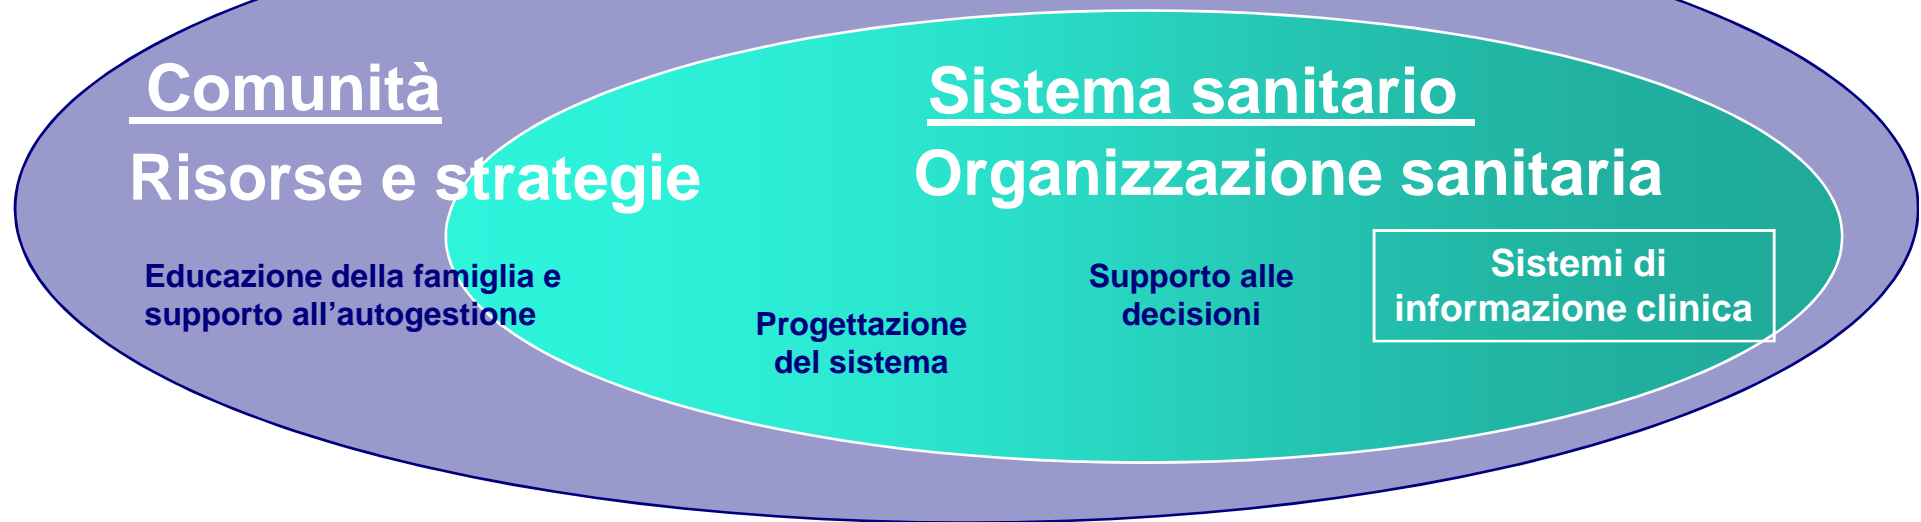 Comunità
Risorse e strategie
Sistema sanitario
Organizzazione sanitaria
Educazione della famiglia e
supporto all’autogestione
Progettazione
del sistema
Supporto alle
decisioni
Sistemi di
informazione clinica